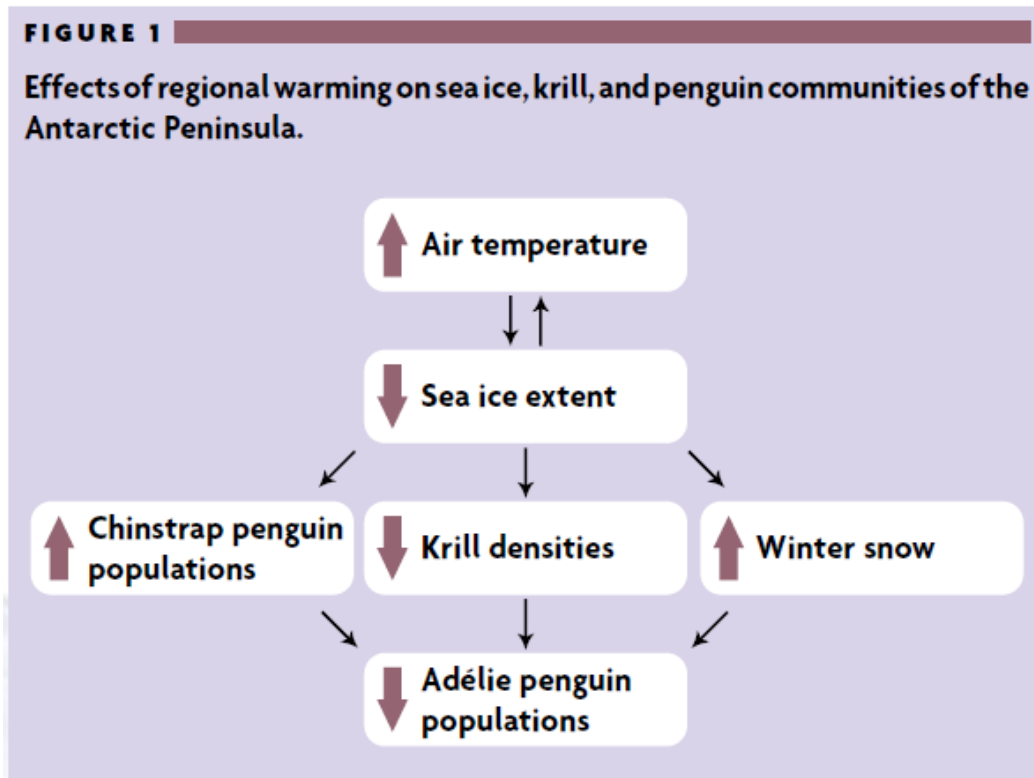 FIGURE 1
Effects of regional warming on sea ice, krill, and penguin communities of the
Antarctic Peninsula.
Air temperature
Sea ice extent
Chinstrap penguin
populations
Krill densities
Winter snow
Adélie penguin
populations